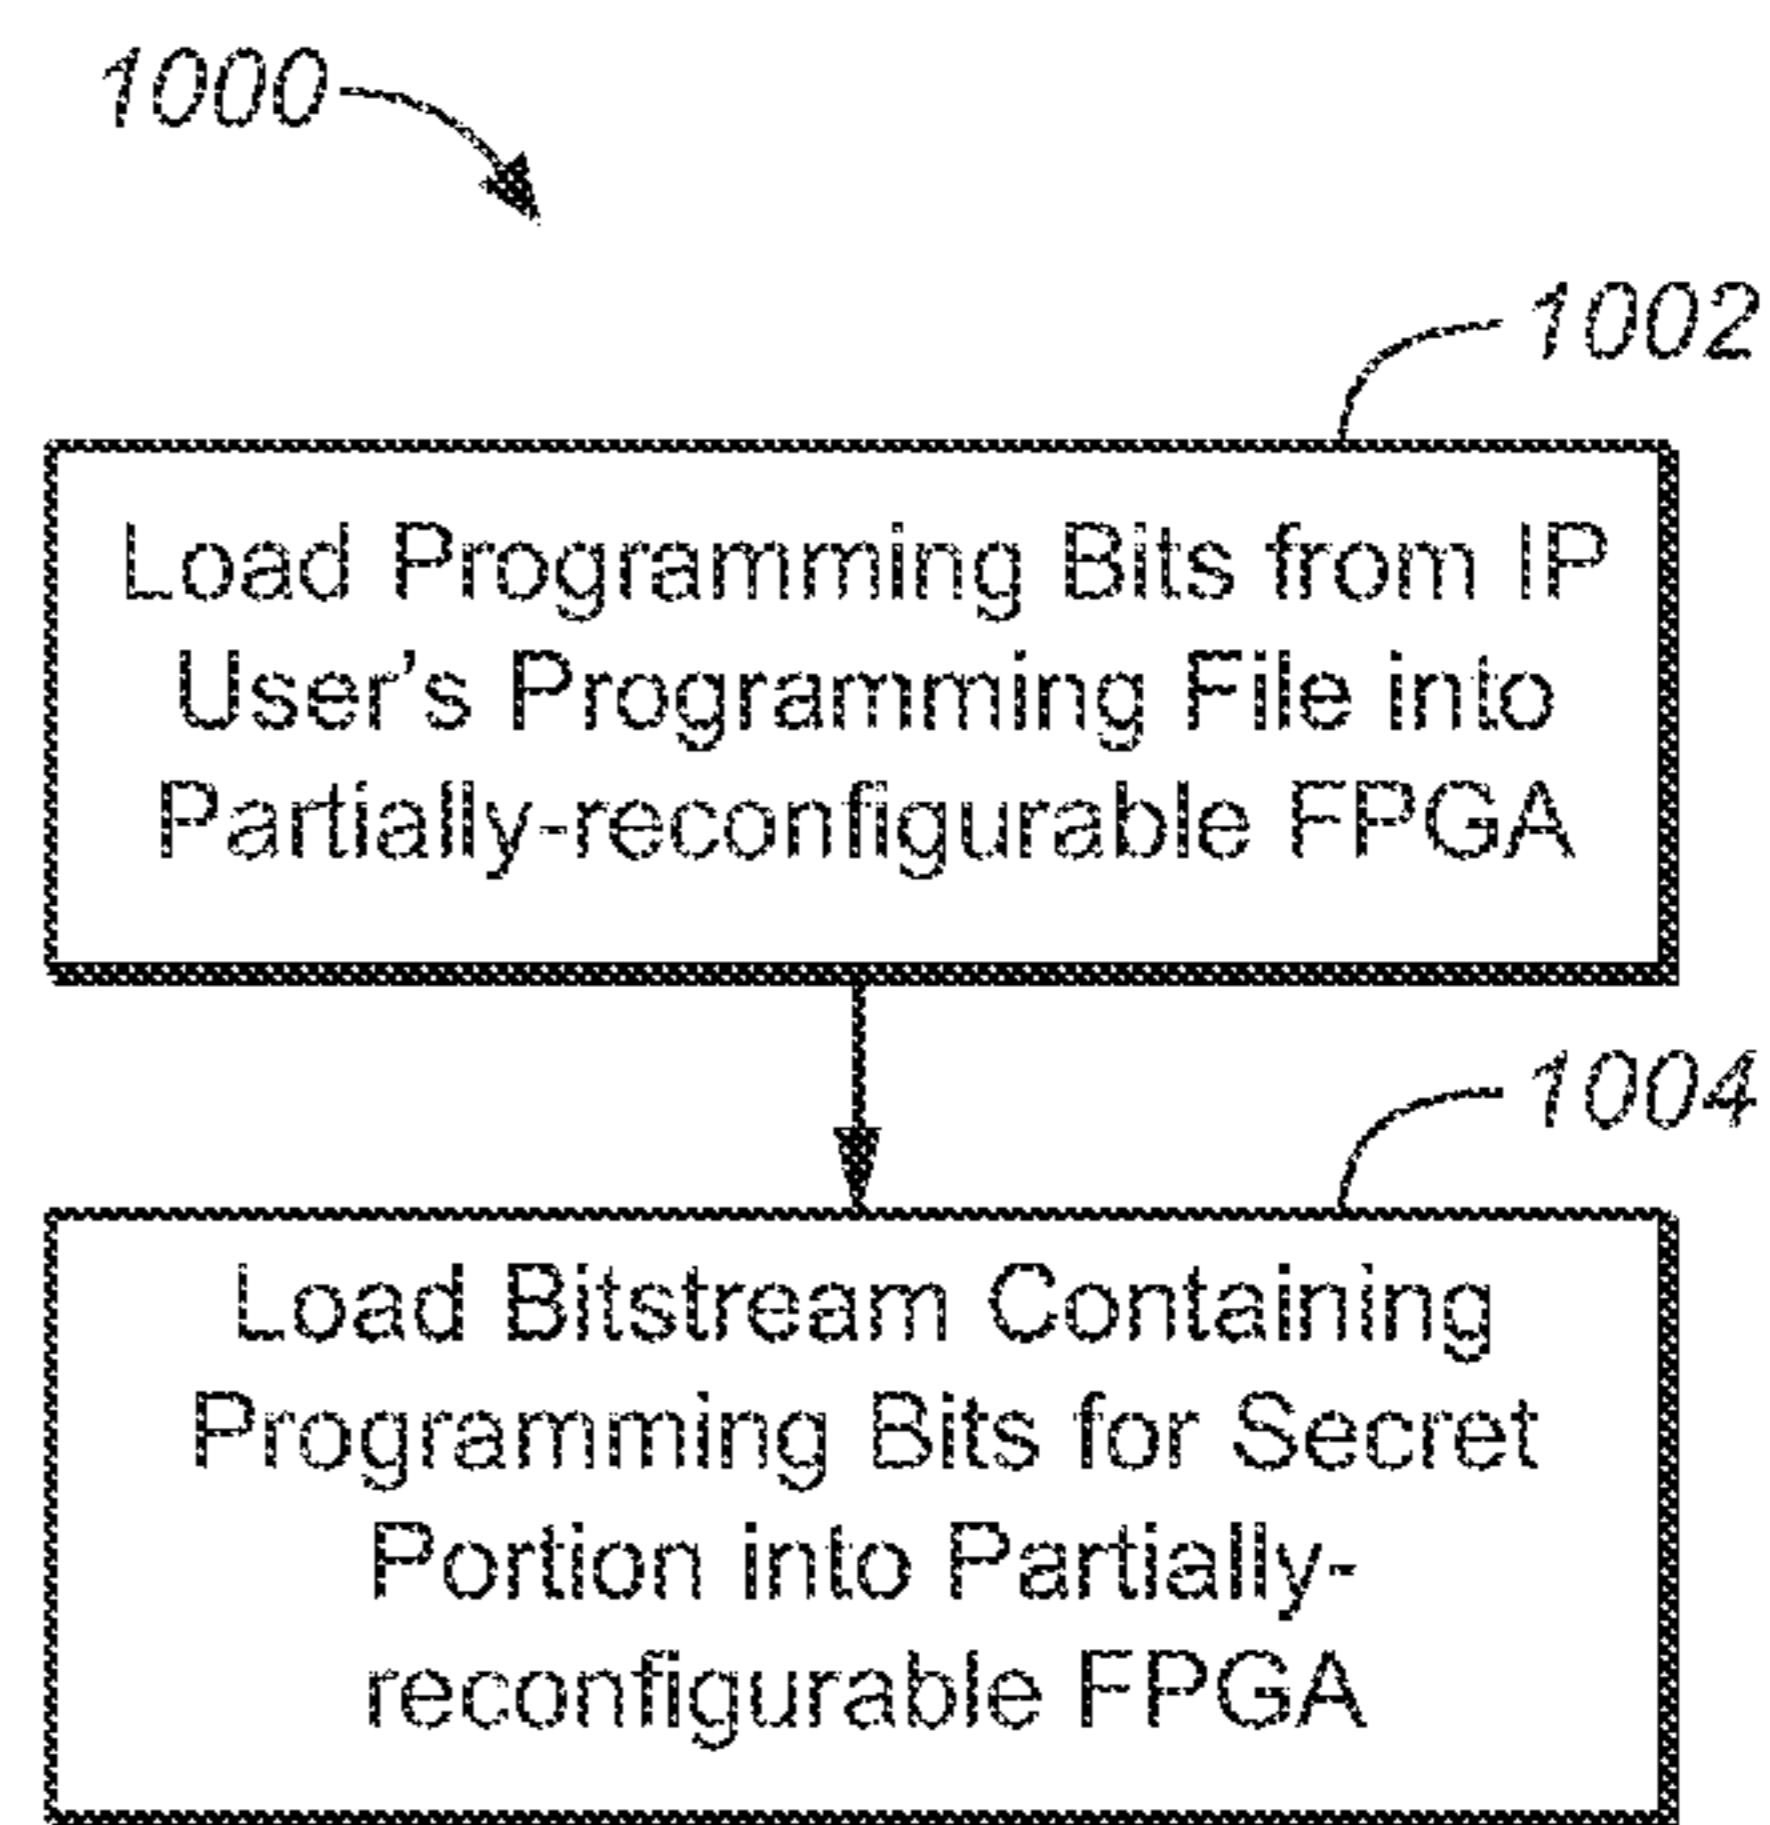 1000
1002
Load Programming Bits from IP
User's Programming File into
Partially-reconfigurable FPGA
1004
Load Bitstream Containing
Programming Bits for Secret
Portion into Partially-
reconfigurable FPGA